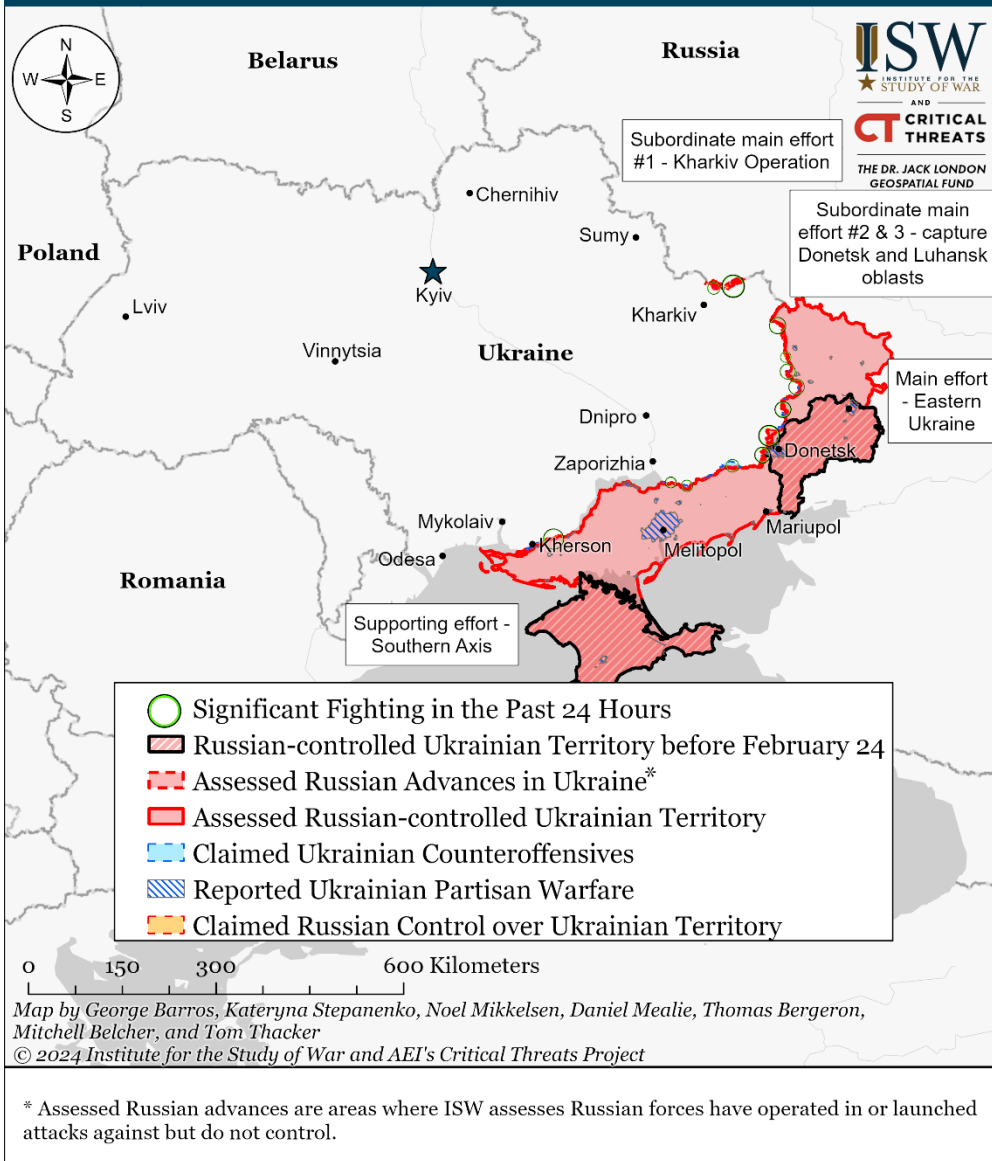 N
W
E
S
Belarus
Russia
ISW
INSTITUTE FOR THE
STUDY OF WAR
AND
CT CRITICAL
THREATS
THE DR. JACK LONDON
GEOSPATIAL FUND
Subordinate main effort
#1 - Kharkiv Operation
Subordinate main
effort #2 & 3 - capture
Donetsk and Luhansk
oblasts
Chernihiv
Sumy
Poland
Kyiv
Lviv
Kharkiv
Vinnytsia
Ukraine
Main effort
- Eastern
Ukraine
Dnipro
Donetsk
Zaporizhia
Mykolaiv
Mariupol
Kherson
Melitopol
Odesa
Romania
Supporting effort -
Southern Axis
Significant Fighting in the Past 24 Hours
Russian-controlled Ukrainian Territory before February 24
Assessed Russian Advances in Ukraine*
Assessed Russian-controlled Ukrainian Territory
Claimed Ukrainian Counteroffensives
Reported Ukrainian Partisan Warfare
Claimed Russian Control over Ukrainian Territory
0 150 300 600 Kilometers
Map by George Barros, Kateryna Stepanenko, Noel Mikkelsen, Daniel Mealie, Thomas Bergeron,
Mitchell Belcher, and Tom Thacker
© 2024 Institute for the Study of War and AEI's Critical Threats Project
* Assessed Russian advances are areas where ISW assesses Russian forces have operated in or launched
attacks against but do not control.